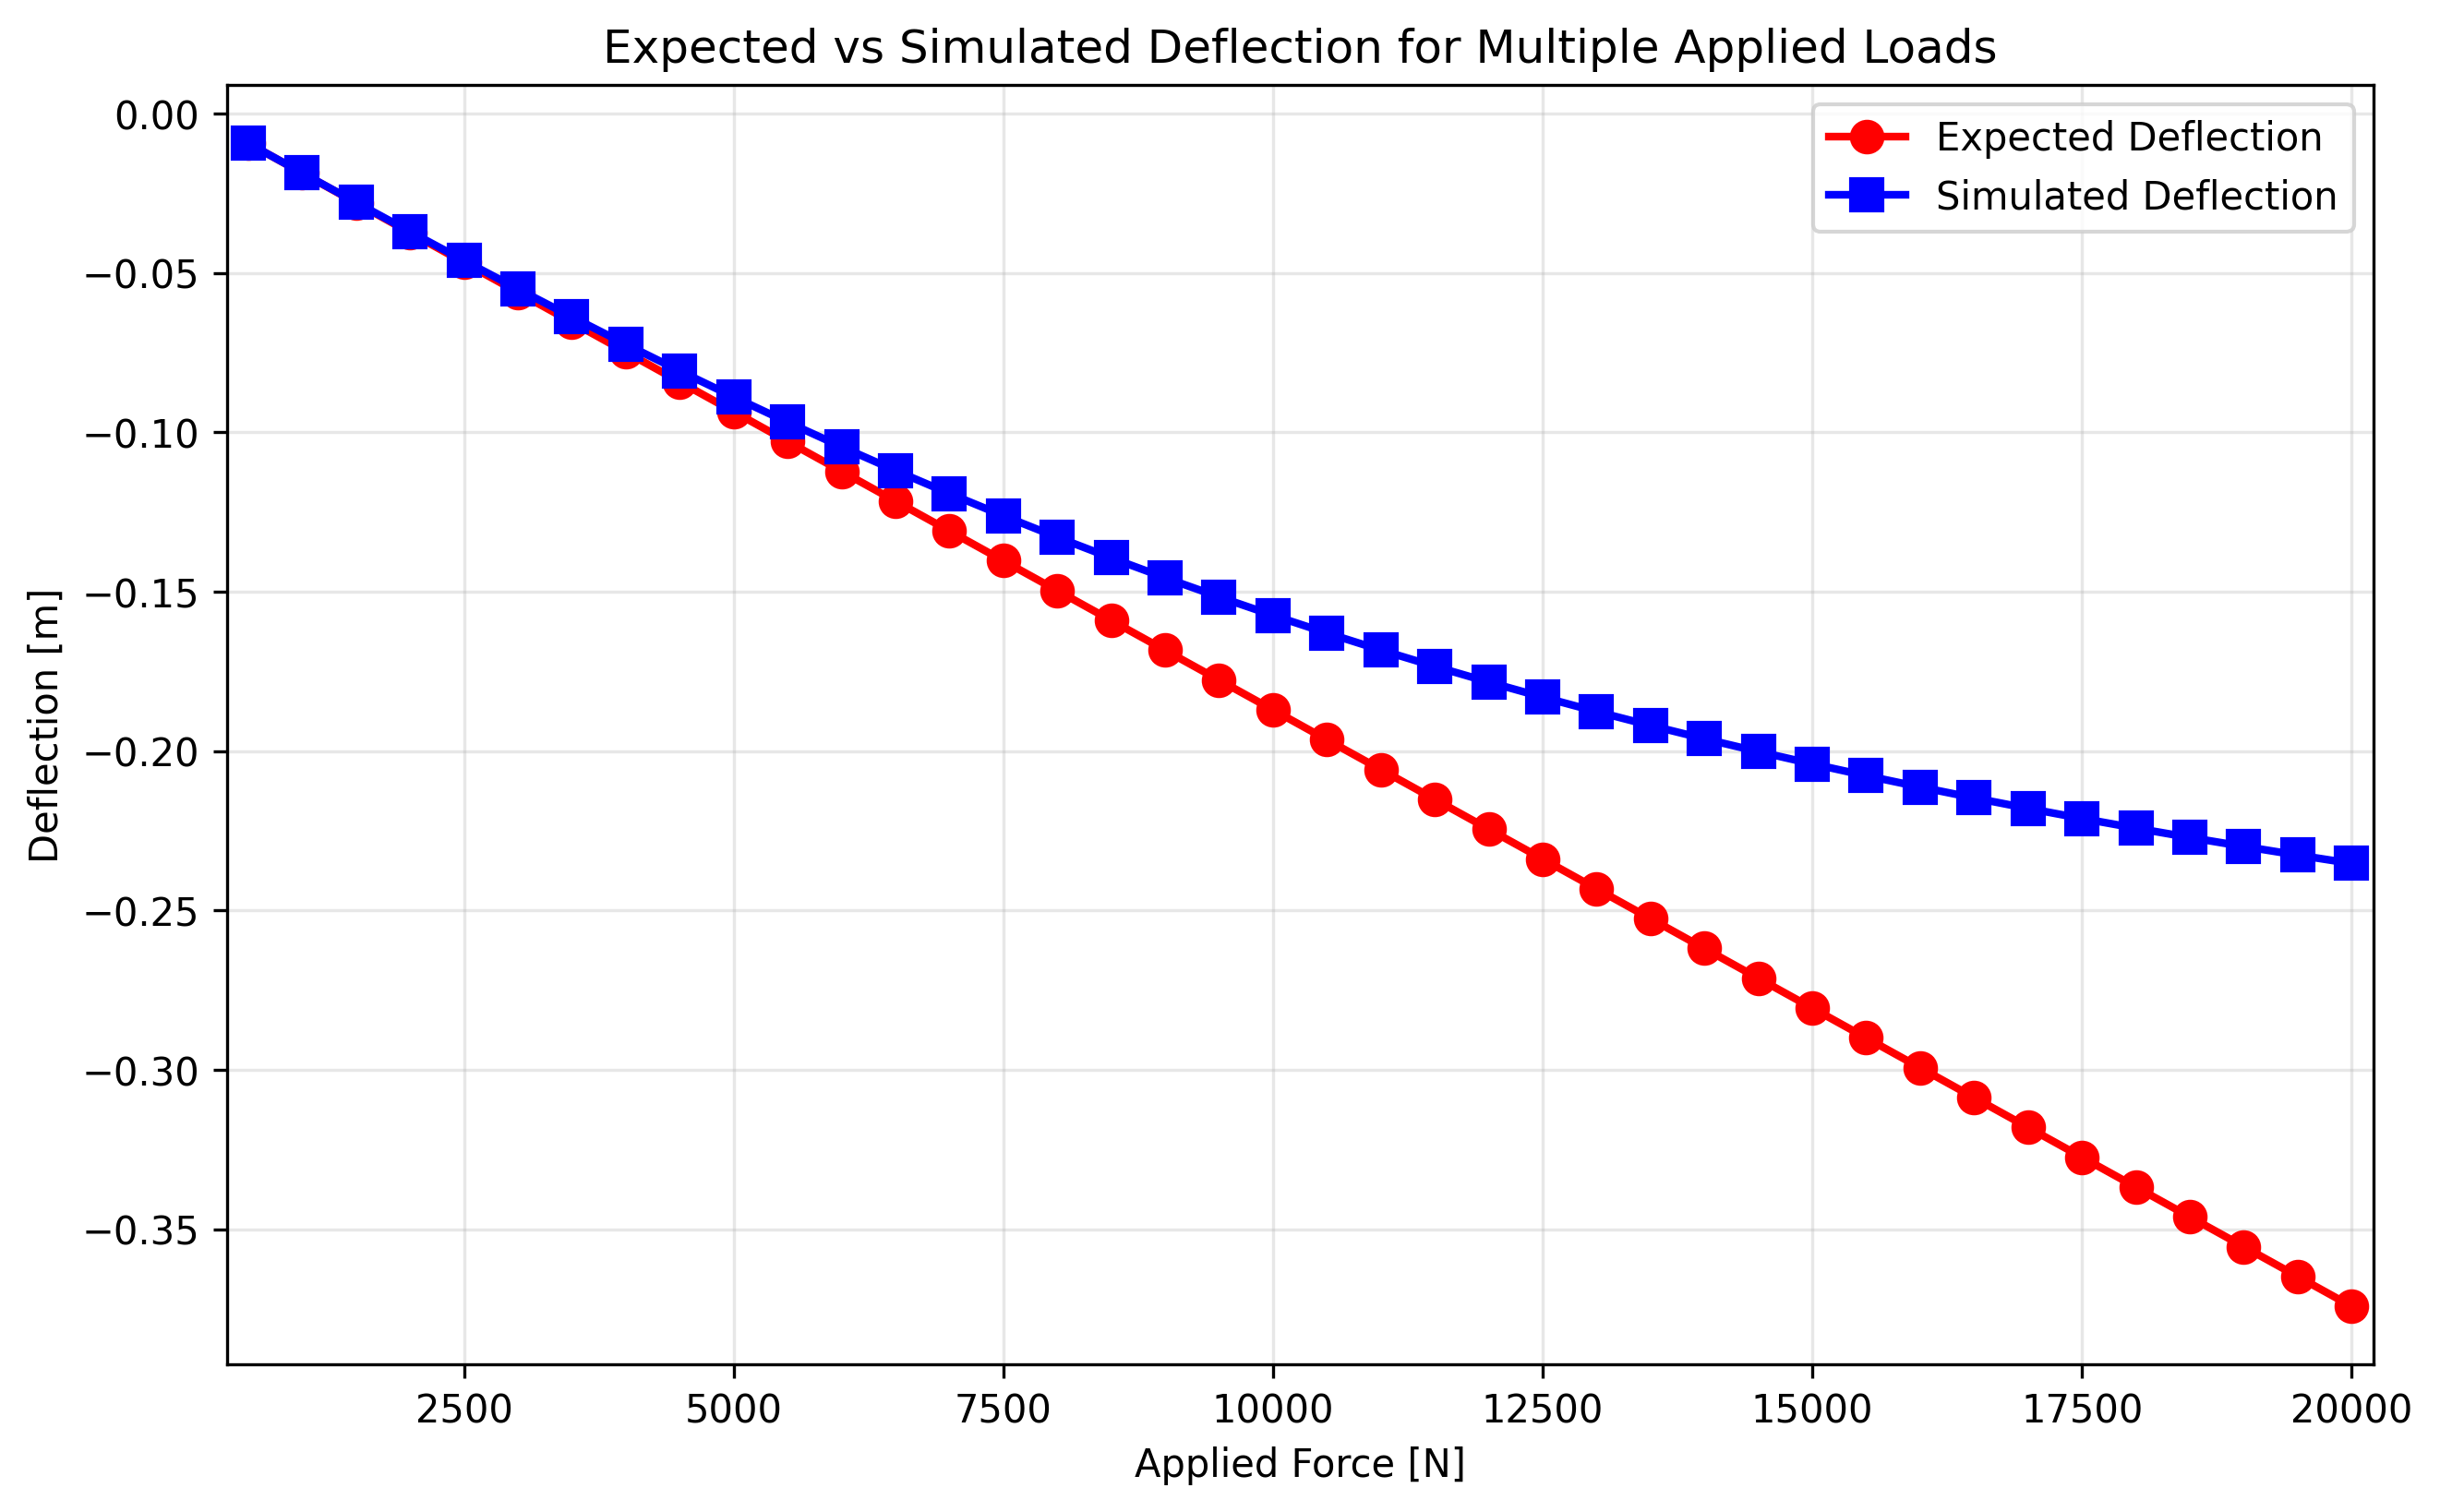 Expected vs Simulated Deflection for Multiple Applied Loads
Expected Deflection
Simulated Deflection
0.00
−0.05
−0.10
−0.15
−0.20
−0.25
−0.30
−0.35
Deflection [m]
2500 5000 7500 10000 12500 15000 17500 20000
Applied Force [N]